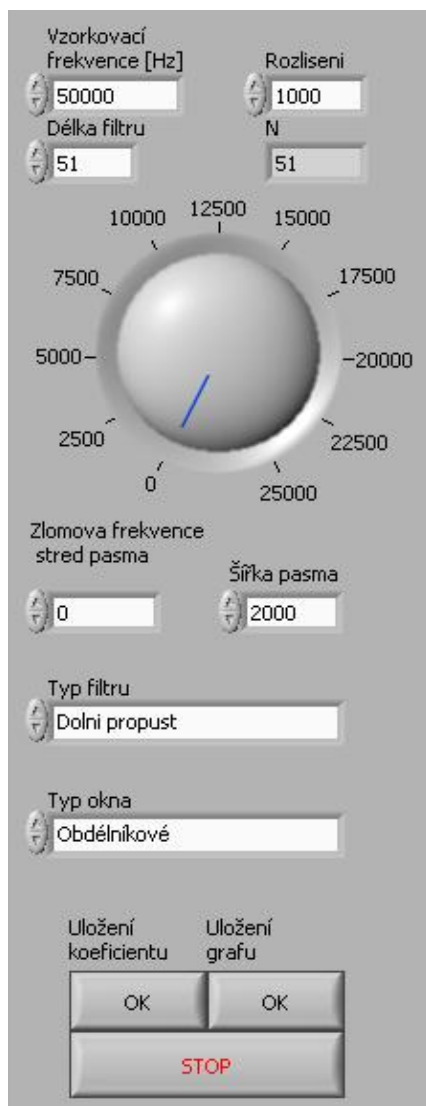 Vzorkovací
frekvence [Hz]
Rozliseni
50000
1000
Délka filtru
N
51
51
12500
10000
15000
7500
17500
5000
20000
2500
22500
0
25000
Zlomova frekvence
stred pasma
Šířka pasma
0
2000
Typ filtru
Dolni propust
Typ okna
Obdélníkové
Uložení
koeficientu
Uložení
grafu
OK
OK
STOP